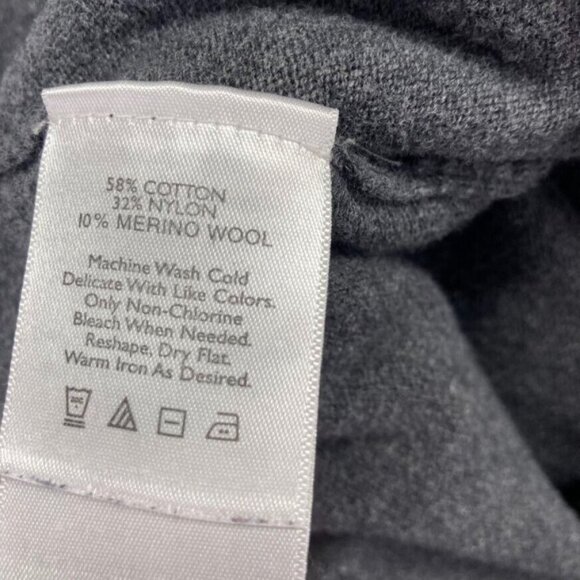 58% COTTON
32% NYLON
10% MERINO WOOL
Machine Wash Cold
Delicate With Like Colors.
Only Non-Chlorine
Bleach When Needed.
Reshape, Dry Flat.
Warm Iron As Desired.